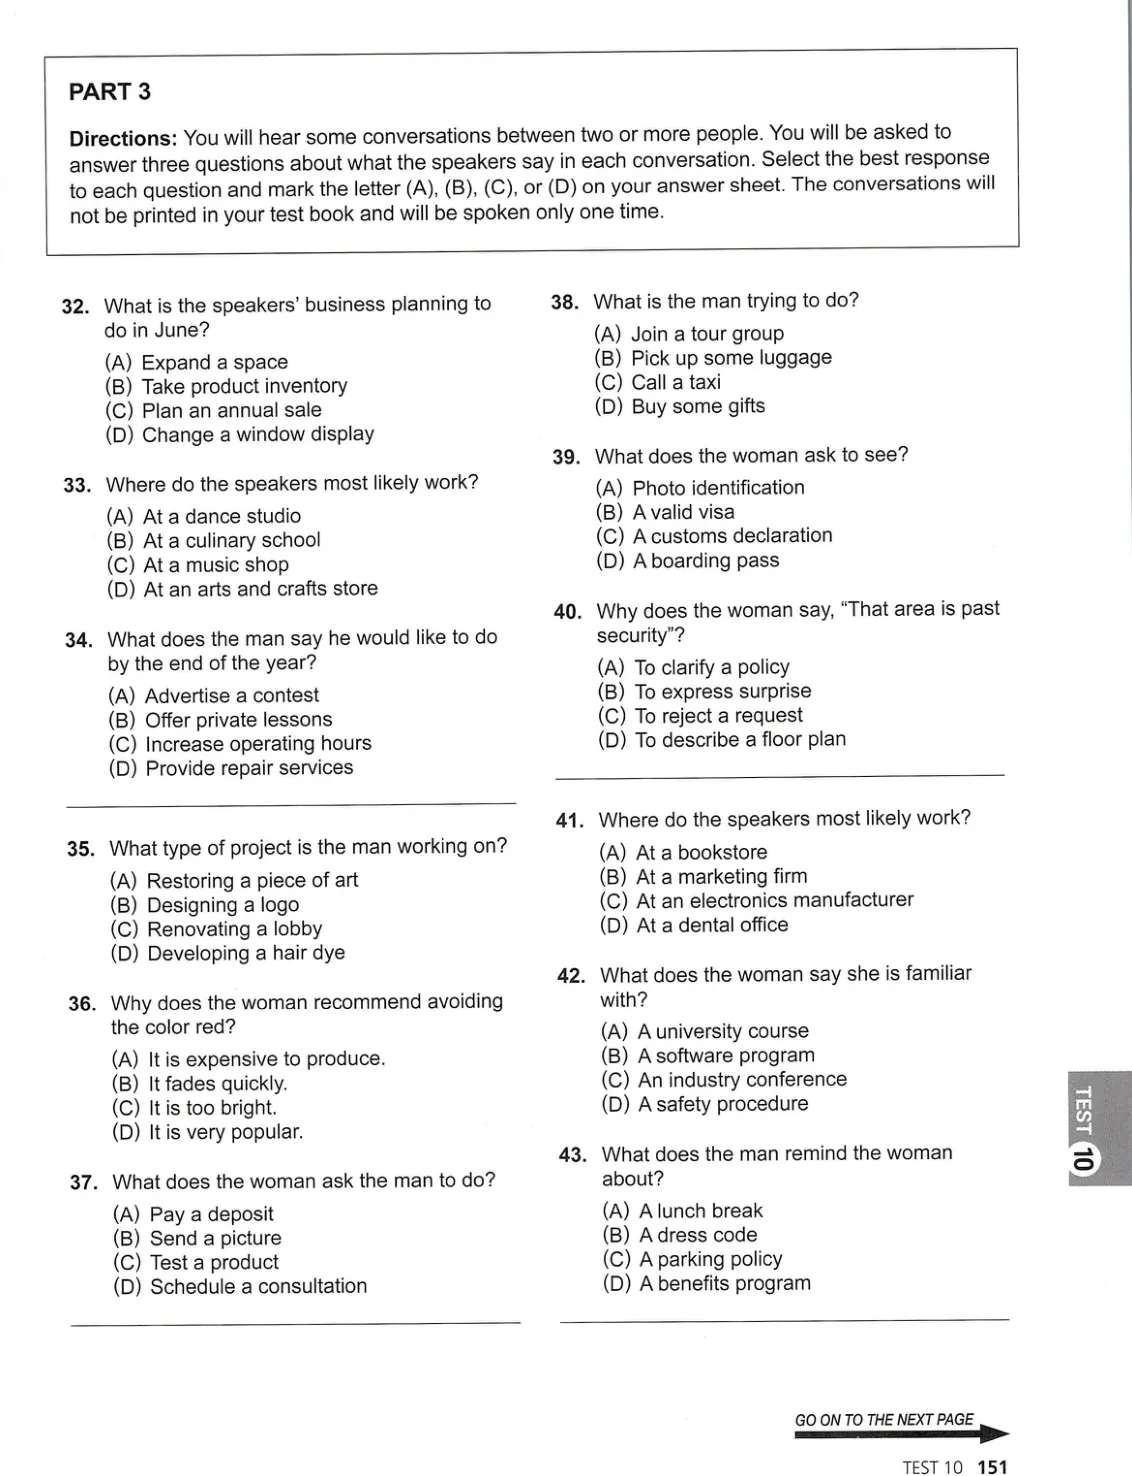 PART 3
Directions: You will hear some conversations between two or more people. You will be asked to
answer three questions about what the speakers say in each conversation. Select the best response
to each question and mark the letter (A), (B), (C), or (D) on your answer sheet. The conversations will
not be printed in your test book and will be spoken only one time.
32. What is the speakers' business planning to
do in June?
(A) Expand a space
(B) Take product inventory
(C) Plan an annual sale
(D) Change a window display
33. Where do the speakers most likely work?
(A) At a dance studio
(B) At a culinary school
(C) At a music shop
(D) At an arts and crafts store
34. What does the man say he would like to do
by the end of the year?
(A) Advertise a contest
(B) Offer private lessons
(C) Increase operating hours
(D) Provide repair services
35. What type of project is the man working on?
(A) Restoring a piece of art
(B) Designing a logo
(C) Renovating a lobby
(D) Developing a hair dye
36. Why does the woman recommend avoiding
the color red?
(A) It is expensive to produce.
(B) It fades quickly.
(C) It is too bright.
(D) It is very popular.
37. What does the woman ask the man to do?
(A) Pay a deposit
(B) Send a picture
(C) Test a product
(D) Schedule a consultation
38. What is the man trying to do?
(A) Join a tour group
(B) Pick up some luggage
(C) Call a taxi
(D) Buy some gifts
39. What does the woman ask to see?
(A) Photo identification
(B) A valid visa
(C) A customs declaration
(D) A boarding pass
40. Why does the woman say, "That area is past
security"?
(A) To clarify a policy
(B) To express surprise
(C) To reject a request
(D) To describe a floor plan
41. Where do the speakers most likely work?
(A) At a bookstore
(B) At a marketing firm
(C) At an electronics manufacturer
(D) At a dental office
42. What does the woman say she is familiar
with?
(A) A university course
(B) A software program
(C) An industry conference
(D) A safety procedure
43. What does the man remind the woman
about?
(A) A lunch break
(B) A dress code
(C) A parking policy
(D) A benefits program
TEST 10
GO ON TO THE NEXT PAGE
TEST 10 151